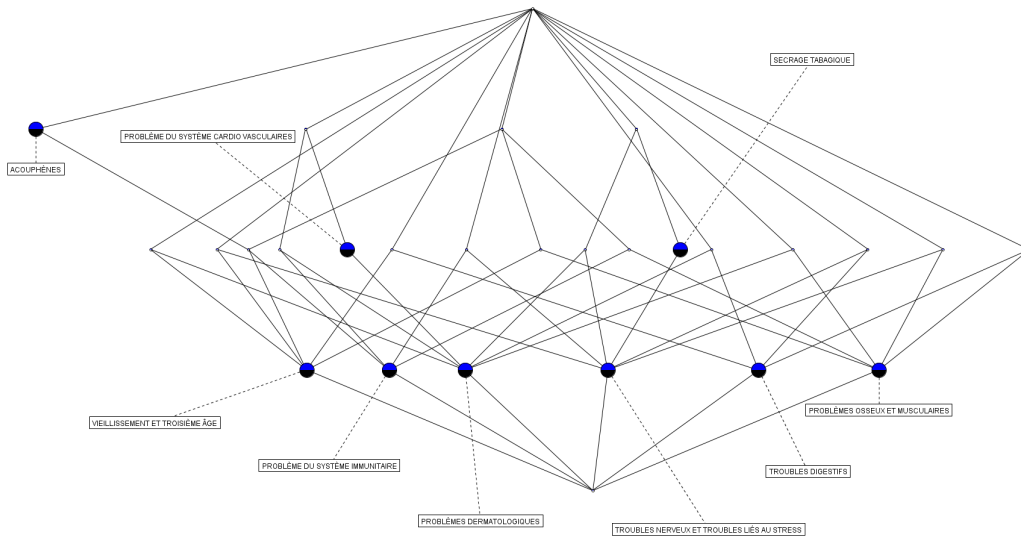 SECRAGE TABAGIQUE
PROBLÈME DU SYSTÈME CARDIO VASCULAIRES
ACOUPHÈNES
PROBLÈMES OSSEUX ET MUSCULAIRES
VIEILLISSEMENT ET TROISIÈME ÂGE
PROBLÈME DU SYSTÈME IMMUNITAIRE
TROUBLES DIGESTIFS
PROBLÈMES DERMATOLOGIQUES
TROUBLES NERVEUX ET TROUBLES LIÉS AU STRESS